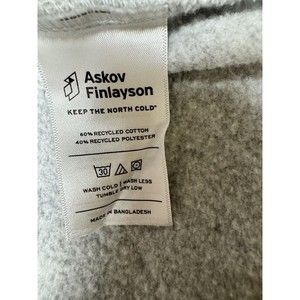 Askov
Finlayson
KEEP THE NORTH COLD®
60% RECYCLED COTTON
40% RECYCLED POLYESTER
30
WASH COLD | WASH LESS
TUMBLE DRY LOW
MADE IN BANGLADESH